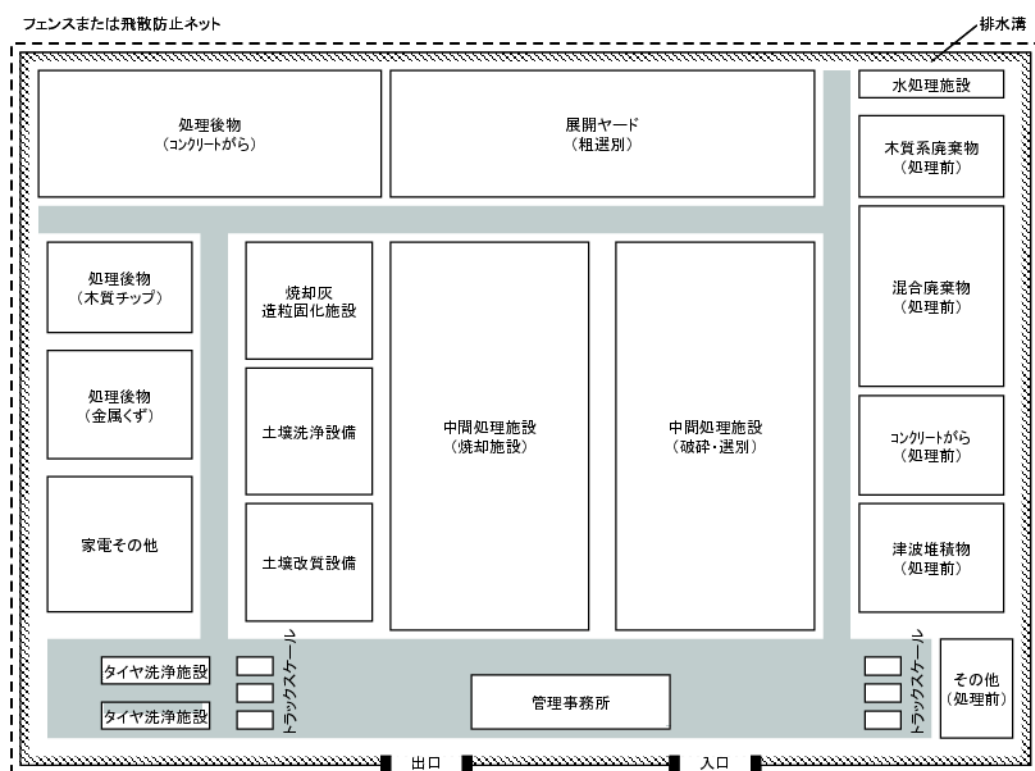 フェンスまたは飛散防止ネット
排水溝
処理後物
（コンクリートがら）
展開ヤード
（粗選別）
水処理施設
木質系廃棄物
（処理前）
混合廃棄物
（処理前）
処理後物
（木質チップ）
焼却灰
造粒固化施設
処理後物
（金属くず）
土壌洗浄設備
中間処理施設
（焼却施設）
中間処理施設
（破砕・選別）
コンクリートがら
（処理前）
家電その他
土壌改質設備
津波堆積物
（処理前）
タイヤ洗浄施設
タイヤ洗浄施設
トラックスケール
管理事務所
トラックスケール
その他
（処理前）
出口
入口